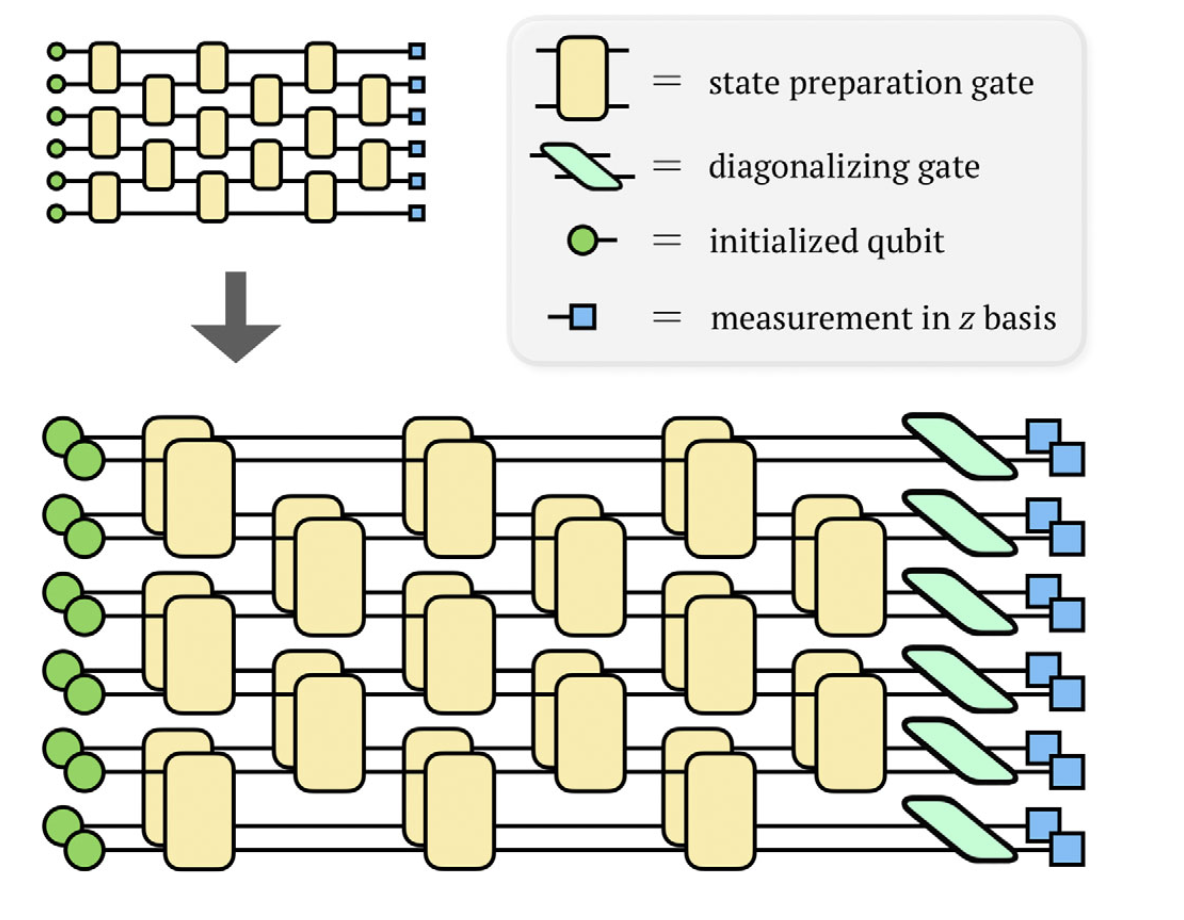 = state preparation gate
= diagonalizing gate
= initialized qubit
= measurement in z basis